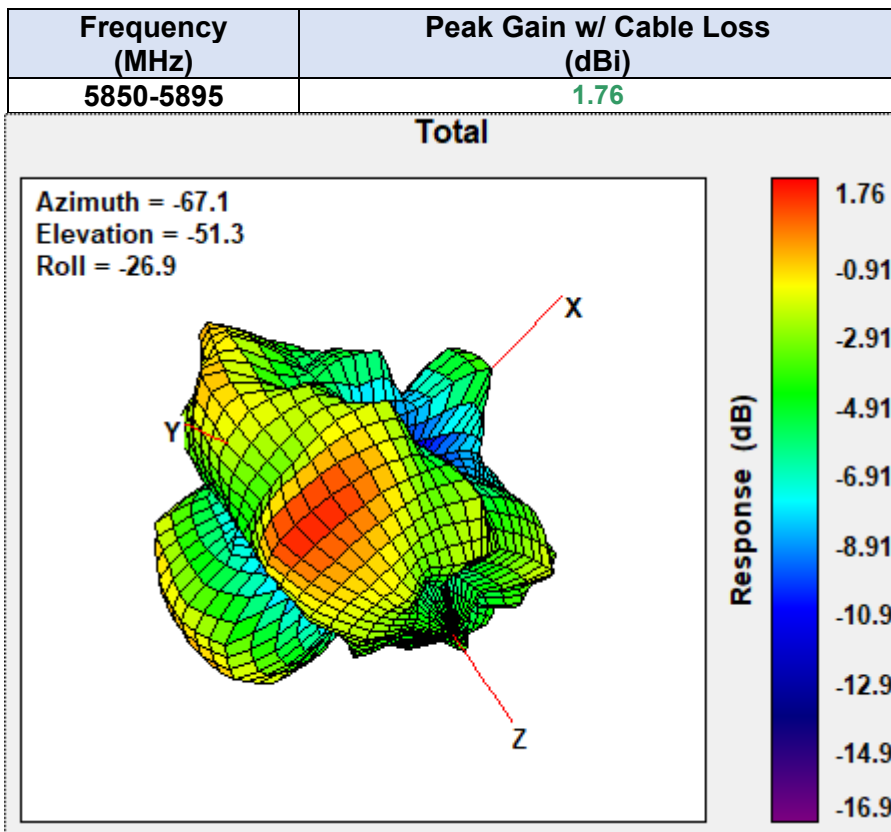 Frequency
(MHz)
Peak Gain w/ Cable Loss
(dBi)
5850-5895
1.76
Total
Azimuth = -67.1
Elevation = -51.3
Roll = -26.9
X
Y
Z
Response (dB)
1.76
-0.91
-2.91
-4.91
-6.91
-8.91
-10.9
-12.9
-14.9
-16.9